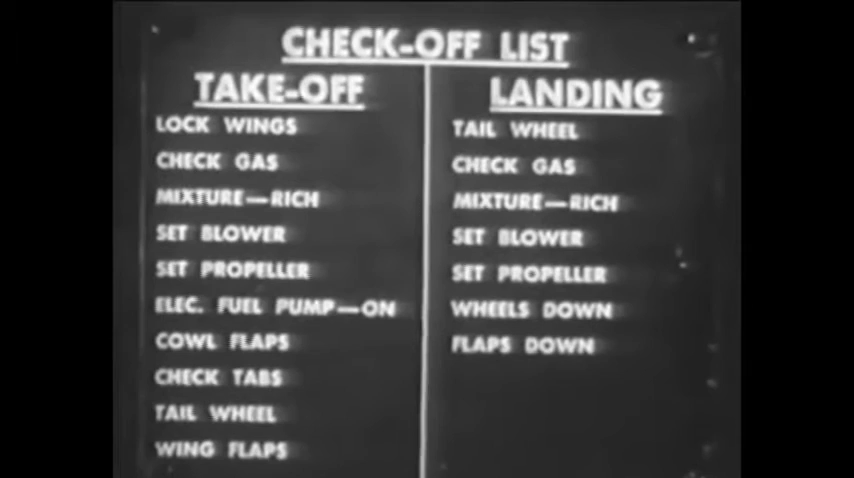 CHECK-OFF LIST
TAKE-OFF
LOCK WINGS
CHECK GAS
MIXTURE—RICH
SET BLOWER
SET PROPELLER
ELEC. FUEL PUMP—ON
COWL FLAPS
CHECK TABS
TAIL WHEEL
WING FLAPS
LANDING
TAIL WHEEL
CHECK GAS
MIXTURE—RICH
SET BLOWER
SET PROPELLER
WHEELS DOWN
FLAPS DOWN